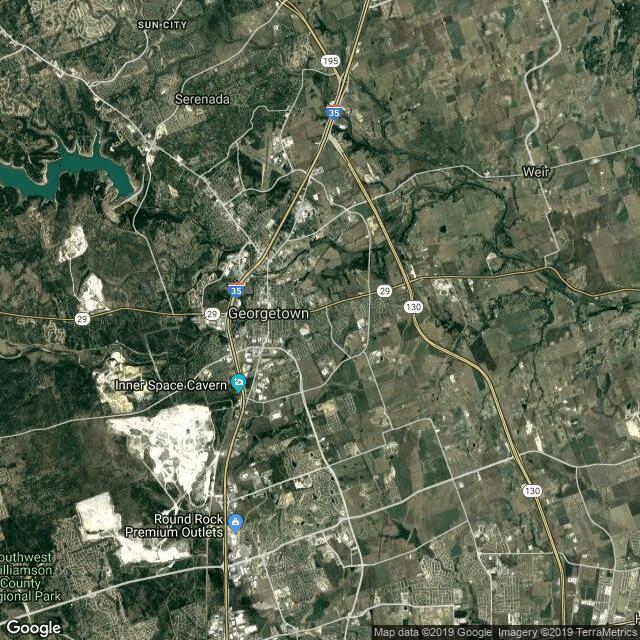 SUN CITY
195
Serenada
35
Weir
35
29
29
29
130
Georgetown
Inner Space Cavern
130
Round Rock
Premium Outlets
outhwest
illiamson
County
gional Park
Google
Map data ©2019 Google Imagery ©2019 TerraMetrics